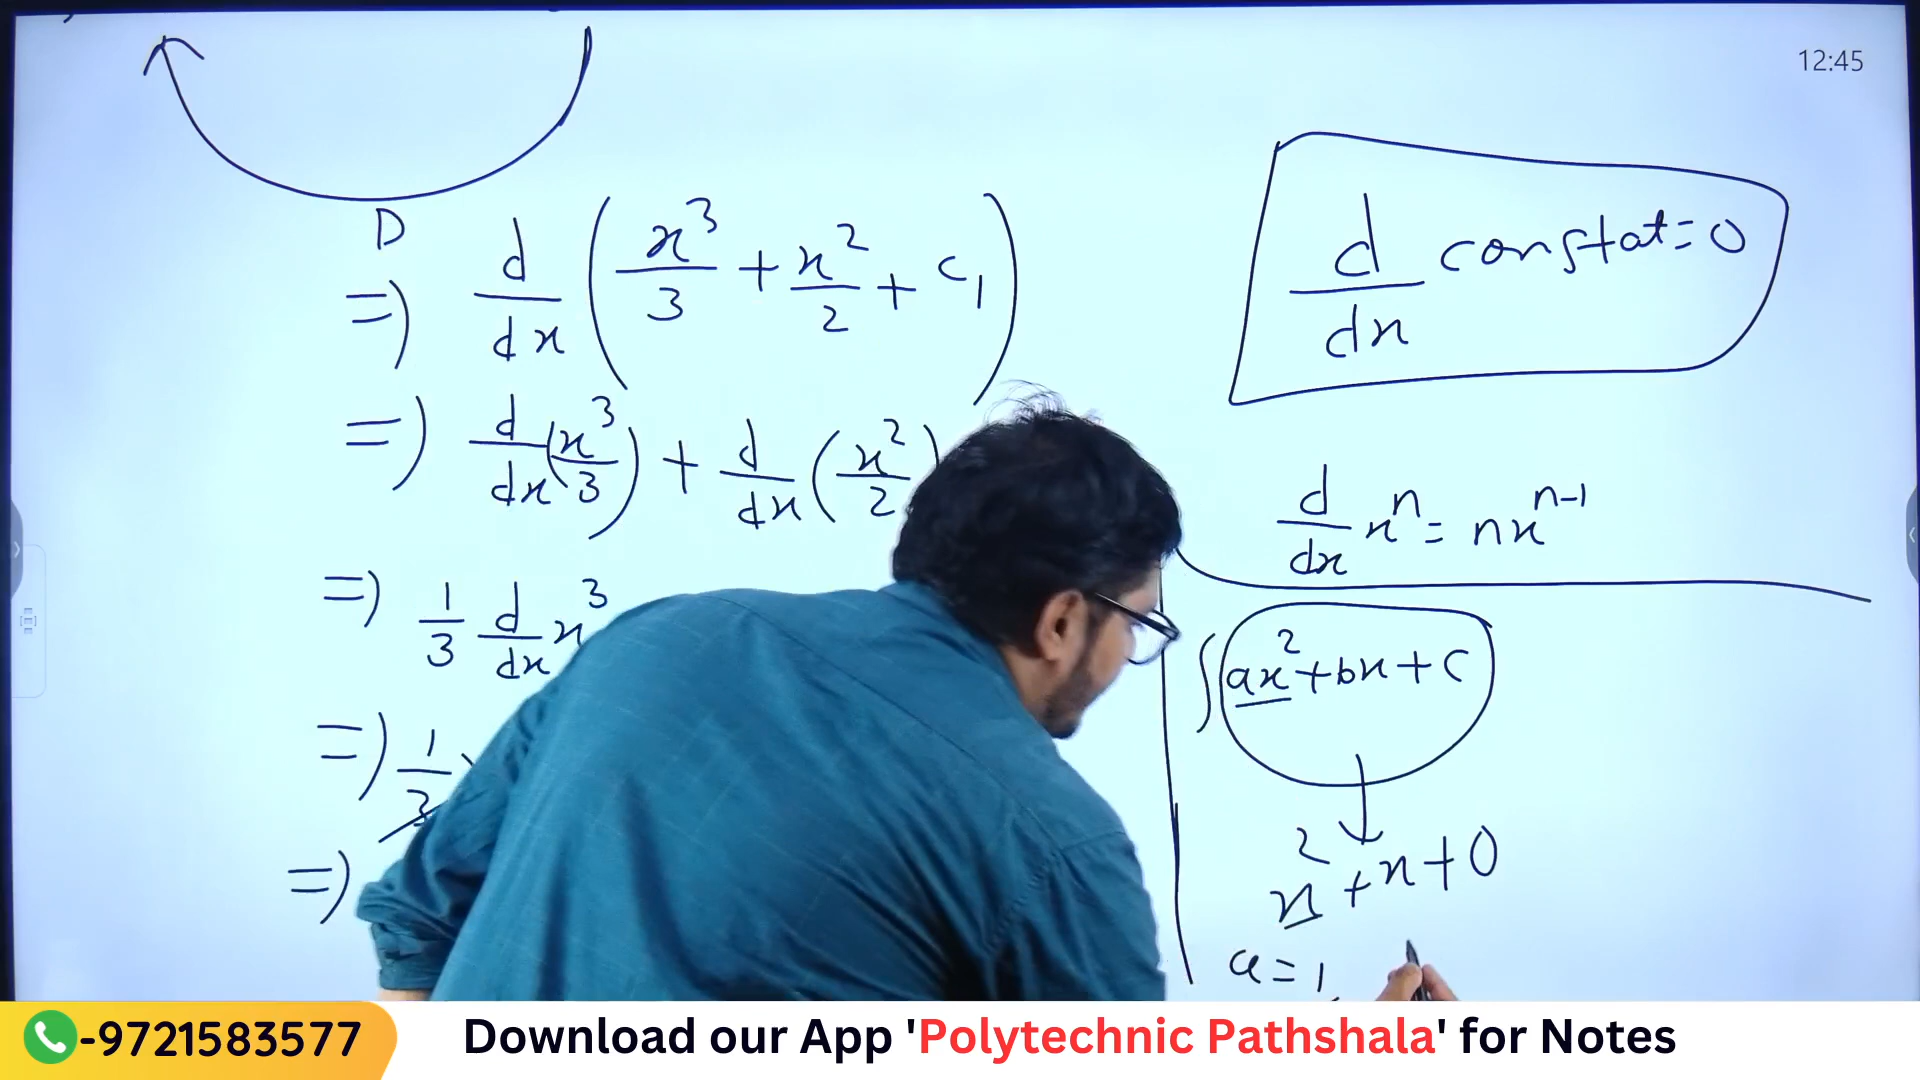 12:45
D
=) d/dx ( x³/3 + x²/2 + c₁ )
=) d/dx (x³/3) + d/dx (x²/2)
=) 1/3 d/dx x³
=) 1/3
=)
d/dx constat=0
d/dx xⁿ = nxⁿ⁻¹
∫ ax²+bx+c
x²+x+0
a=1,
-9721583577
Download our App 'Polytechnic Pathshala' for Notes